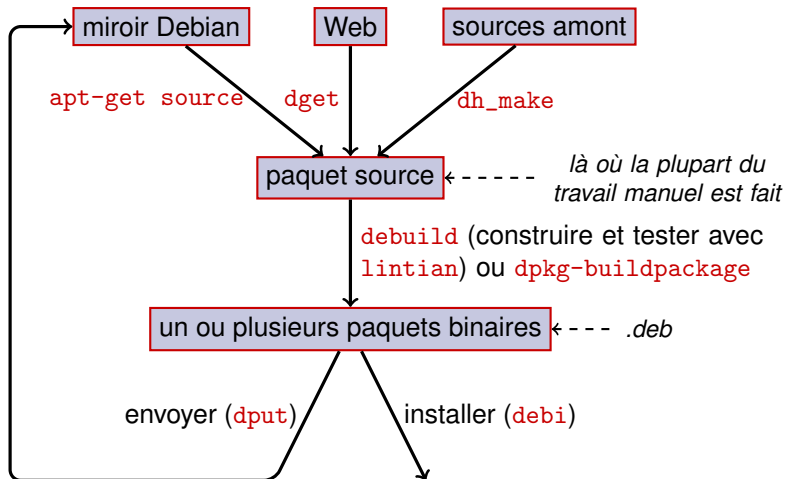 miroir Debian
Web
sources amont
apt-get source
dget
dh_make
paquet source
là où la plupart du
travail manuel est fait
debuild (construire et tester avec
lintian) ou dpkg-buildpackage
un ou plusieurs paquets binaires
.deb
envoyer (dput)
installer (debi)